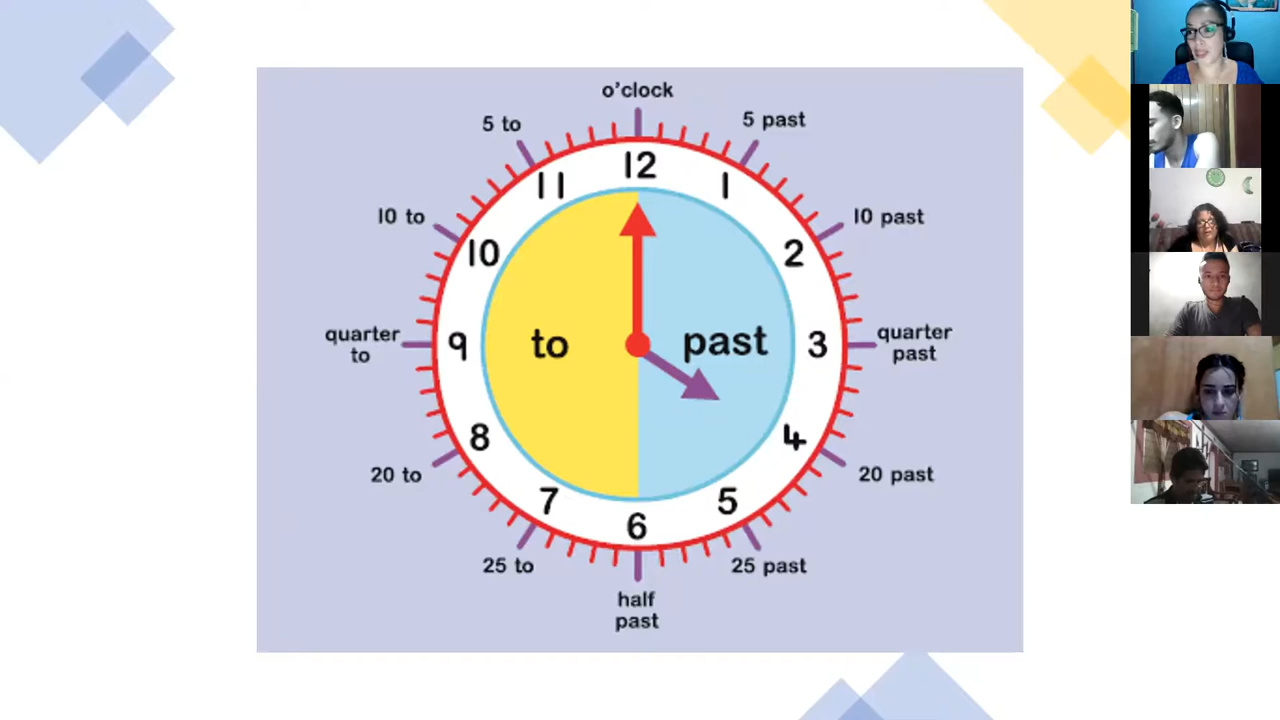 o'clock
5 to
5 past
12
11
1
10 to
10 past
10
2
quarter
to
9
to
past
3
quarter
past
8
4
20 to
20 past
7
5
6
25 to
25 past
half
past